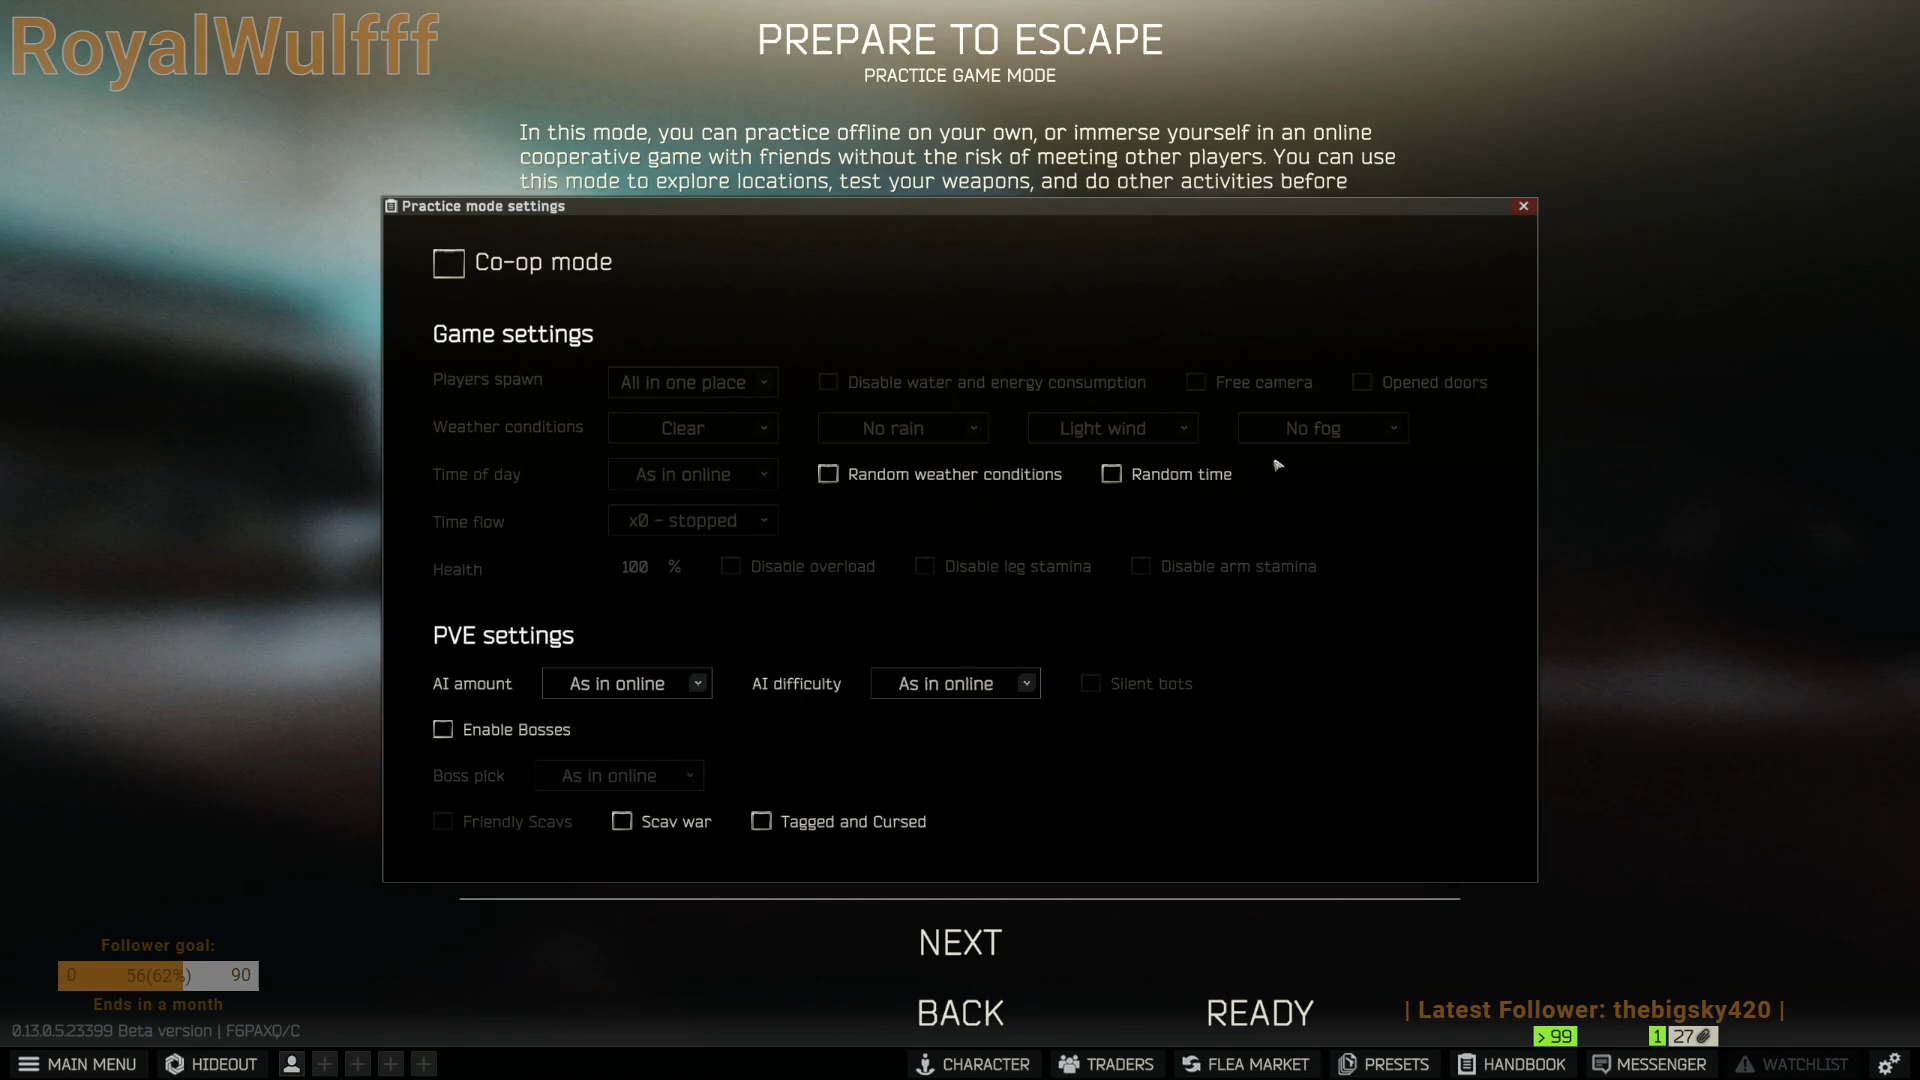 RoyalWulfff
PREPARE TO ESCAPE
PRACTICE GAME MODE
In this mode, you can practice offline on your own, or immerse yourself in an online
cooperative game with friends without the risk of meeting other players. You can use
this mode to explore locations, test your weapons, and do other activities before
Practice mode settings
Co-op mode
Game settings
Players spawn All in one place Disable water and energy consumption Free camera Opened doors
Weather conditions Clear No rain Light wind No fog
Time of day As in online Random weather conditions Random time
Time flow x0 - stopped
Health 100 % Disable overload Disable leg stamina Disable arm stamina
PVE settings
AI amount As in online AI difficulty As in online Silent bots
Enable Bosses
Boss pick As in online
Friendly Scavs Scav war Tagged and Cursed
NEXT
Follower goal:
0 56(62%) 90
Ends in a month
BACK READY | Latest Follower: thebigsky420 |
0.13.0.5.23399 Beta version | F6PAXQ/C
> 99 1 27
MAIN MENU HIDEOUT CHARACTER TRADERS FLEA MARKET PRESETS HANDBOOK MESSENGER WATCHLIST